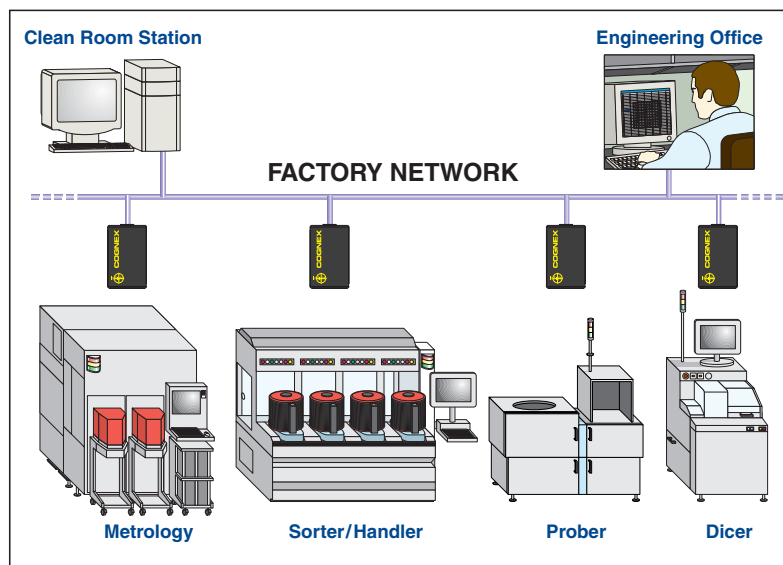 Clean Room Station
Engineering Office
FACTORY NETWORK
COGNEX
COGNEX
COGNEX
COGNEX
Metrology
Sorter/Handler
Prober
Dicer